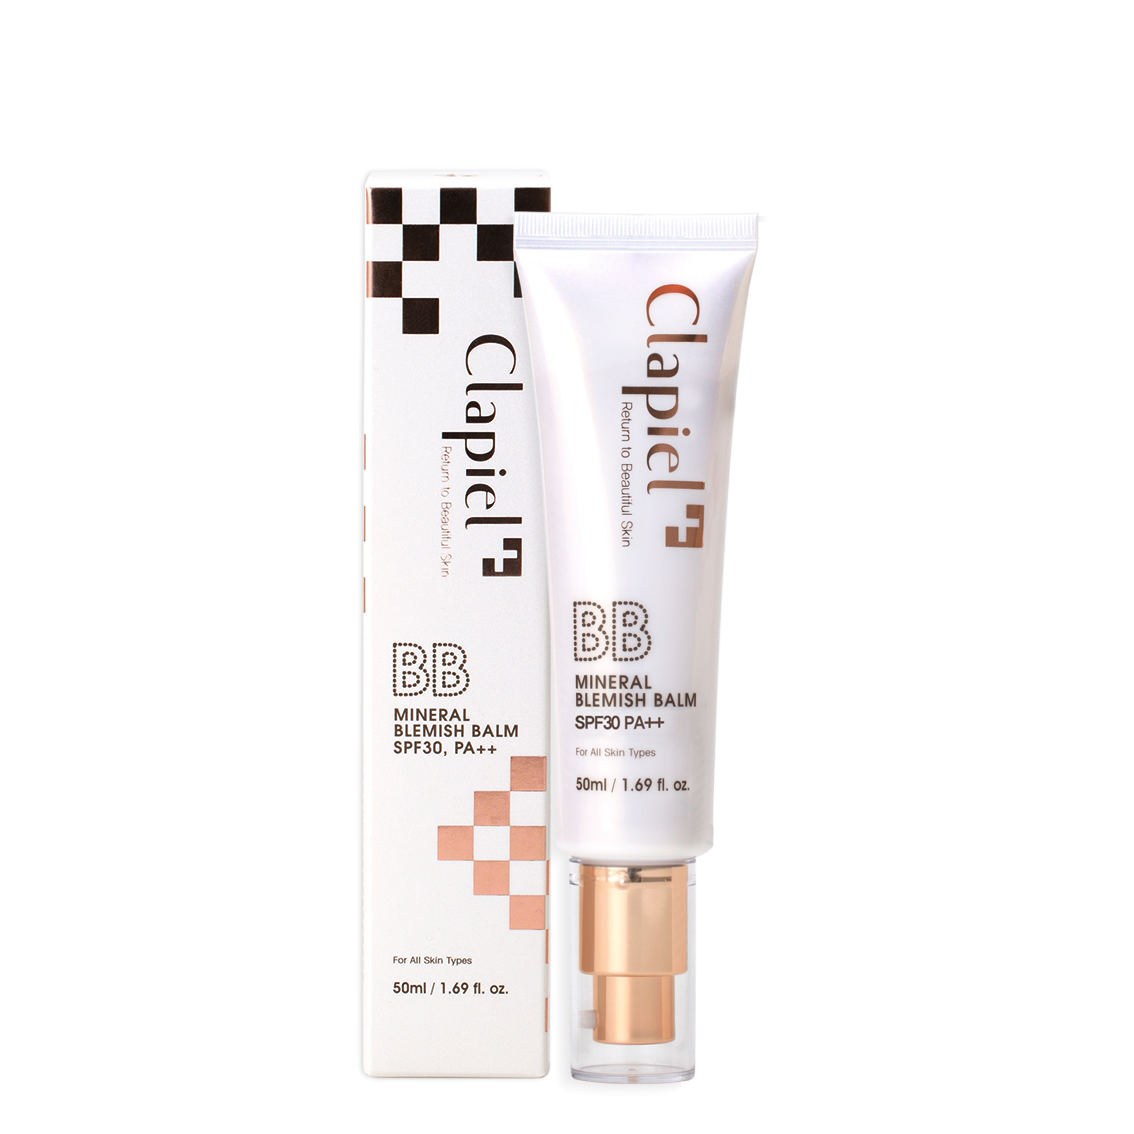 Clapiel
Return to Beautiful Skin
BB
MINERAL
BLEMISH BALM
SPF30, PA++
For All Skin Types
50ml / 1.69 fl. oz.
Clapiel
Return to Beautiful Skin
BB
MINERAL
BLEMISH BALM
SPF30 PA++
For All Skin Types
50ml / 1.69 fl. oz.